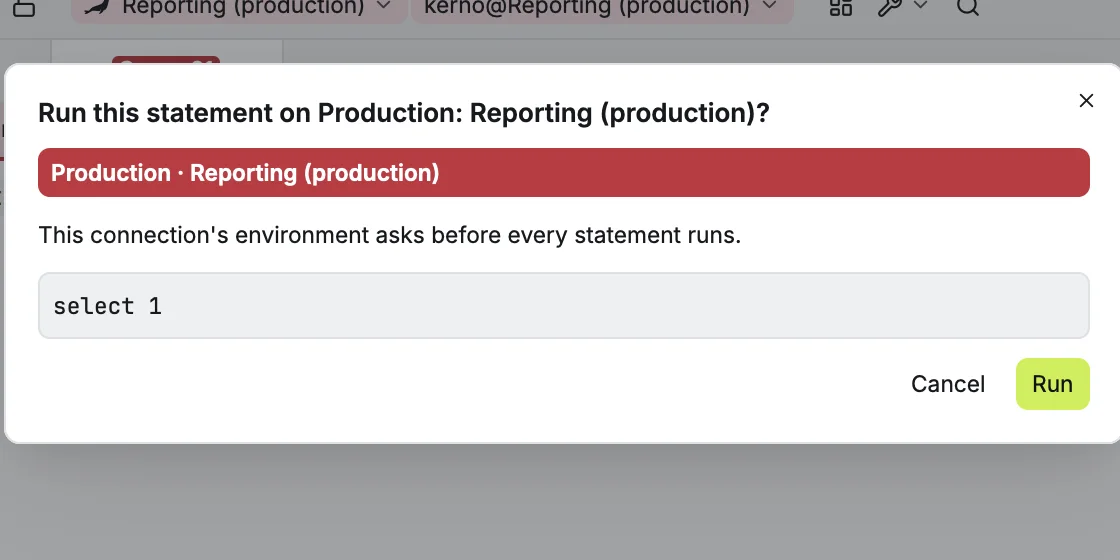 Reporting (production)
kerno@Reporting (production)
Run this statement on Production: Reporting (production)?
Production · Reporting (production)
This connection's environment asks before every statement runs.
select 1
Cancel
Run